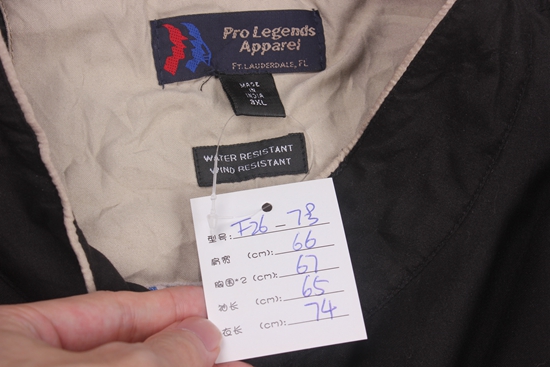 Pro Legends
Apparel
FT. LAUDERDALE, FL
MADE
IN
INDIA
3XL
WATER RESISTANT
WIND RESISTANT
型号: F26-78
肩宽 (cm): 66
胸围*2 (cm): 67
袖长 (cm): 65
衣长 (cm): 74